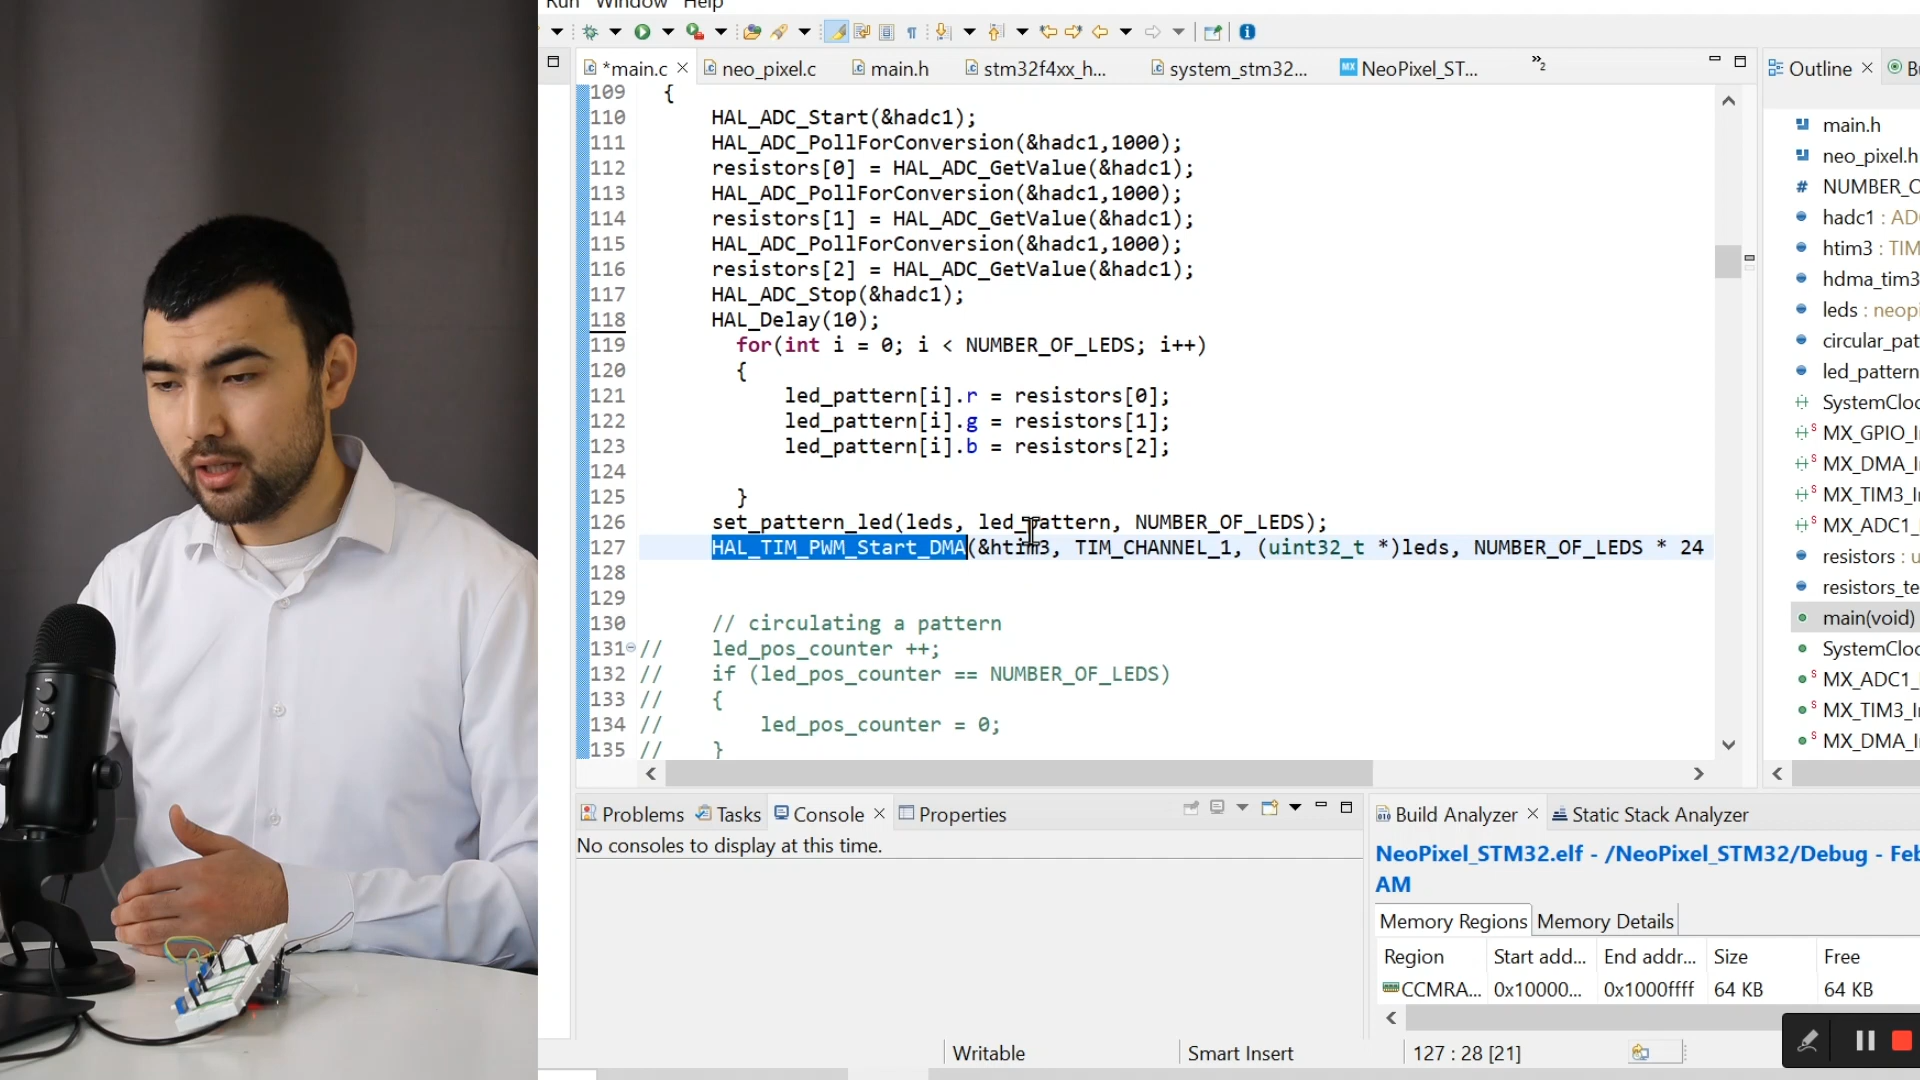 Run Window Help
*main.c neo_pixel.c main.h stm32f4xx_h... system_stm32... MX NeoPixel_ST... »2 Outline
109 {
110 HAL_ADC_Start(&hadc1);
111 HAL_ADC_PollForConversion(&hadc1,1000);
112 resistors[0] = HAL_ADC_GetValue(&hadc1);
113 HAL_ADC_PollForConversion(&hadc1,1000);
114 resistors[1] = HAL_ADC_GetValue(&hadc1);
115 HAL_ADC_PollForConversion(&hadc1,1000);
116 resistors[2] = HAL_ADC_GetValue(&hadc1);
117 HAL_ADC_Stop(&hadc1);
118 HAL_Delay(10);
119 for(int i = 0; i < NUMBER_OF_LEDS; i++)
120 {
121 led_pattern[i].r = resistors[0];
122 led_pattern[i].g = resistors[1];
123 led_pattern[i].b = resistors[2];
124
125 }
126 set_pattern_led(leds, led_pattern, NUMBER_OF_LEDS);
127 HAL_TIM_PWM_Start_DMA(&htim3, TIM_CHANNEL_1, (uint32_t *)leds, NUMBER_OF_LEDS * 24
128
129
130 // circulating a pattern
131 // led_pos_counter ++;
132 // if (led_pos_counter == NUMBER_OF_LEDS)
133 // {
134 // led_pos_counter = 0;
135 // }
main.h
neo_pixel.h
# NUMBER_O
hadc1 : AD
htim3 : TIM
hdma_tim3
leds : neopi
circular_pat
led_pattern
SystemCloc
MX_GPIO_I
MX_DMA_I
MX_TIM3_I
MX_ADC1_
resistors : u
resistors_te
main(void)
SystemCloc
MX_ADC1_
MX_TIM3_I
MX_DMA_I
Problems Tasks Console Properties
No consoles to display at this time.
Build Analyzer Static Stack Analyzer
NeoPixel_STM32.elf - /NeoPixel_STM32/Debug - Feb
AM
Memory Regions Memory Details
Region Start add... End addr... Size Free
CCMRA... 0x10000... 0x1000ffff 64 KB 64 KB
Writable Smart Insert 127 : 28 [21]